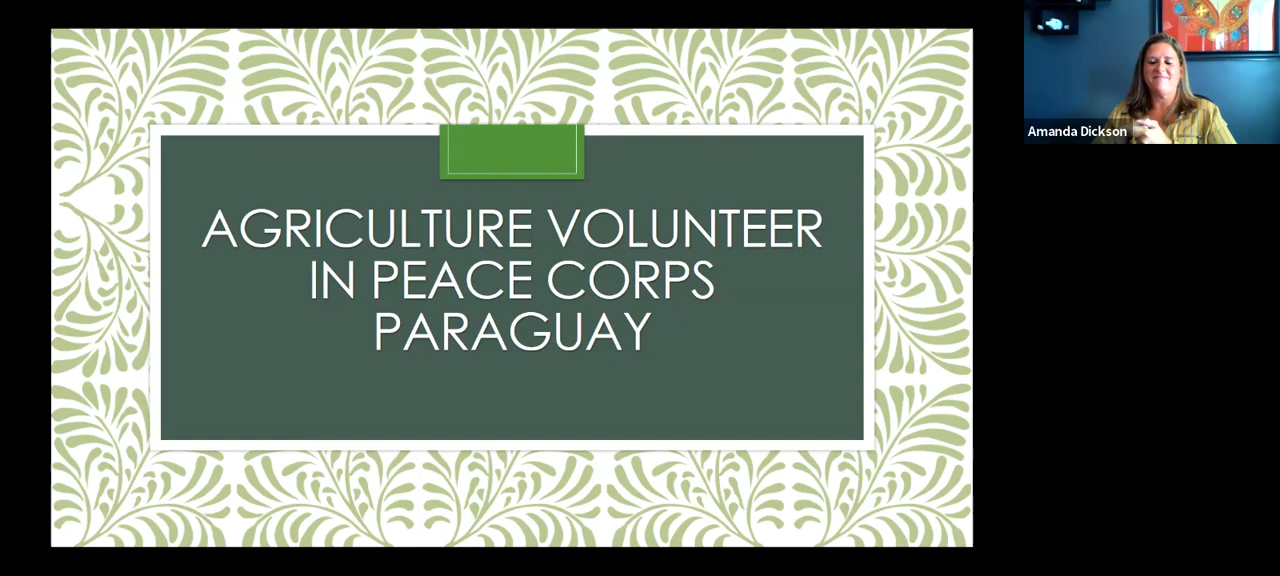 AGRICULTURE VOLUNTEER
IN PEACE CORPS
PARAGUAY
Amanda Dickson